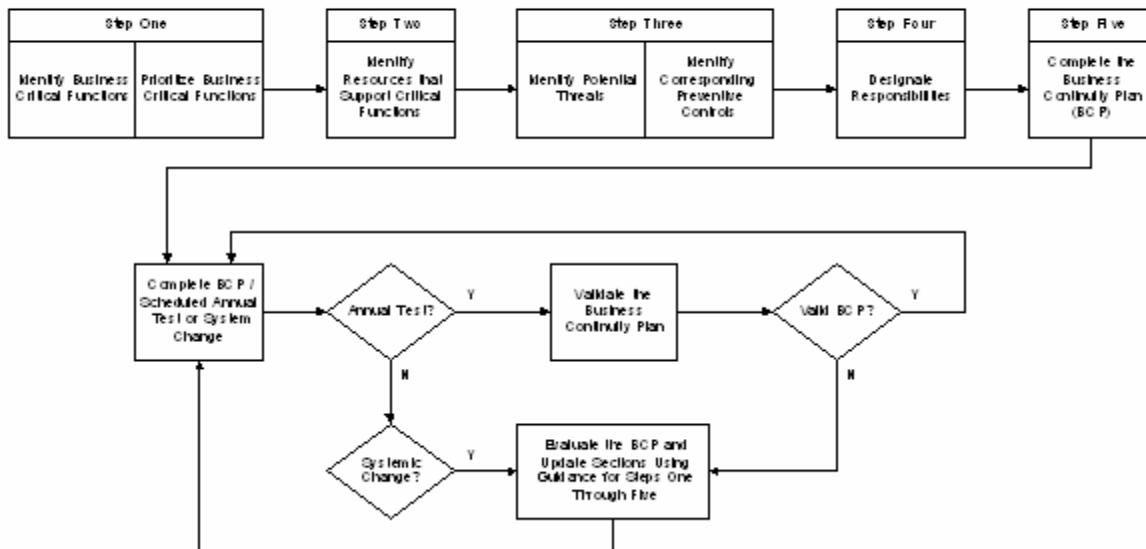 Step One
Step Two
Step Three
Step Four
Step Five
Identify Business
Critical Functions
Prioritize Business
Critical Functions
Identify
Resources that
Support Critical
Functions
Identify Potential
Threats
Identify
Corresponding
Preventive
Controls
Designate
Responsibilities
Complete the
Business
Continuity Plan
(BCP)
Complete BCP /
Scheduled Annual
Test or System
Change
Annual Test?
Y
Validate the
Business
Continuity Plan
Valid BCP?
Y
N
N
Systemic
Change?
Y
Evaluate the BCP and
Update Sections Using
Guidance for Steps One
Through Five